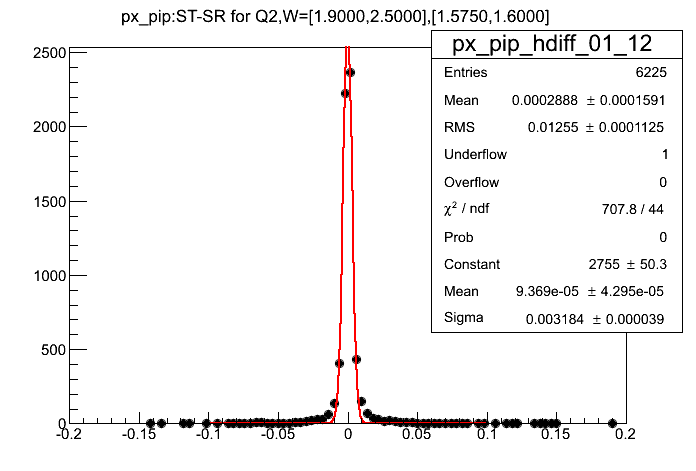 px_pip:ST-SR for Q2,W=[1.9000,2.5000],[1.5750,1.6000]
px_pip_hdiff_01_12
Entries 6225
Mean 0.0002888 ± 0.0001591
RMS 0.01255 ± 0.0001125
Underflow 1
Overflow 0
χ² / ndf 707.8 / 44
Prob 0
Constant 2755 ± 50.3
Mean 9.369e-05 ± 4.295e-05
Sigma 0.003184 ± 0.000039
2500
2000
1500
1000
500
0
-0.2 -0.15 -0.1 -0.05 0 0.05 0.1 0.15 0.2